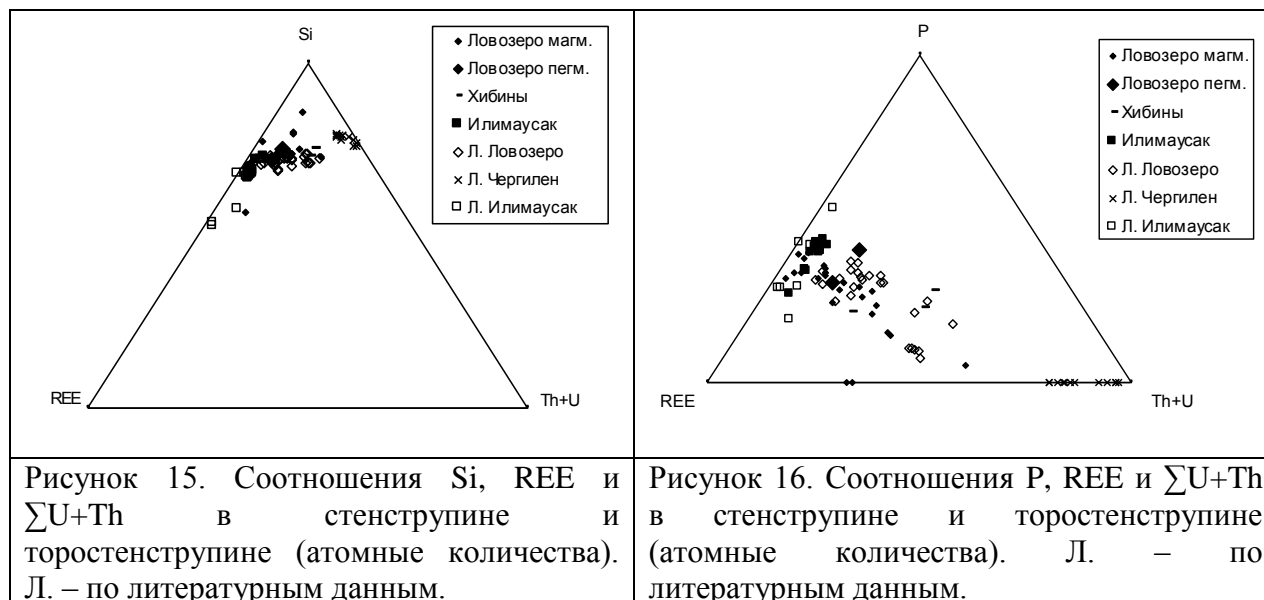 Si
Ловозеро магм.
Ловозеро пегм.
Хибины
Илимаусак
Л. Ловозеро
Л. Чергилен
Л. Илимаусак
REE
Th+U
P
Ловозеро магм.
Ловозеро пегм.
Хибины
Илимаусак
Л. Ловозеро
Л. Чергилен
Л. Илимаусак
REE
Th+U
Рисунок 15. Соотношения Si, REE и
∑U+Th в стенструпине и
торостенструпине (атомные количества).
Л. – по литературным данным.
Рисунок 16. Соотношения P, REE и ∑U+Th
в стенструпине и торостенструпине
(атомные количества). Л. – по
литературным данным.